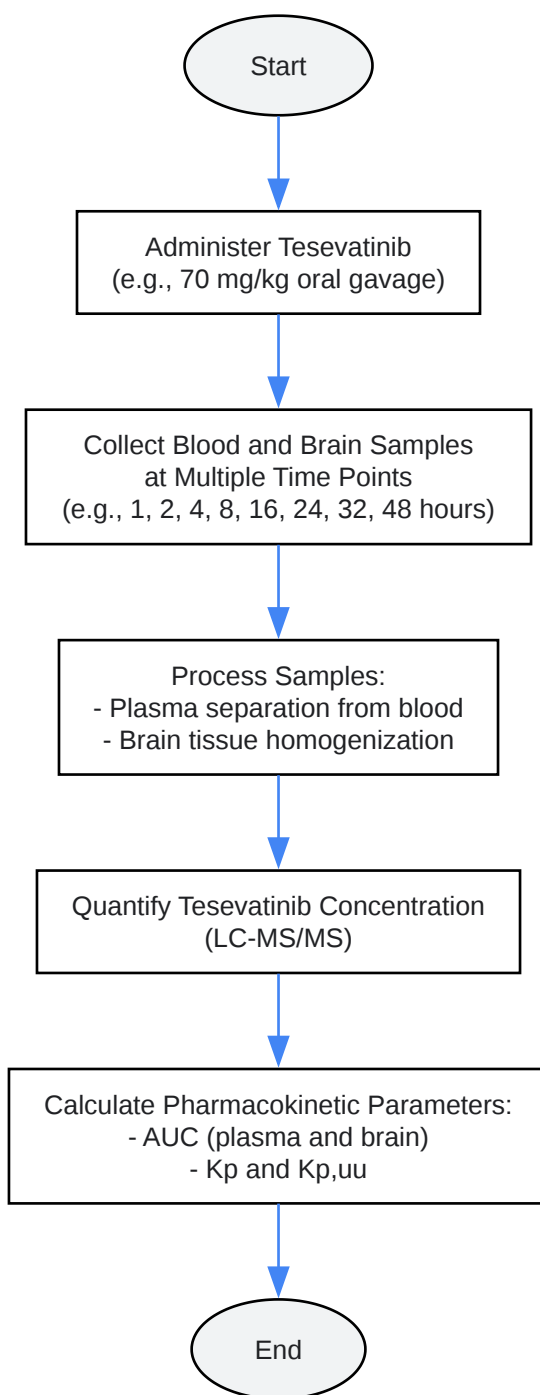 Start
Administer Tesevatinib
(e.g., 70 mg/kg oral gavage)
Collect Blood and Brain Samples
at Multiple Time Points
(e.g., 1, 2, 4, 8, 16, 24, 32, 48 hours)
Process Samples:
- Plasma separation from blood
- Brain tissue homogenization
Quantify Tesevatinib Concentration
(LC-MS/MS)
Calculate Pharmacokinetic Parameters:
- AUC (plasma and brain)
- Kp and Kp,uu
End